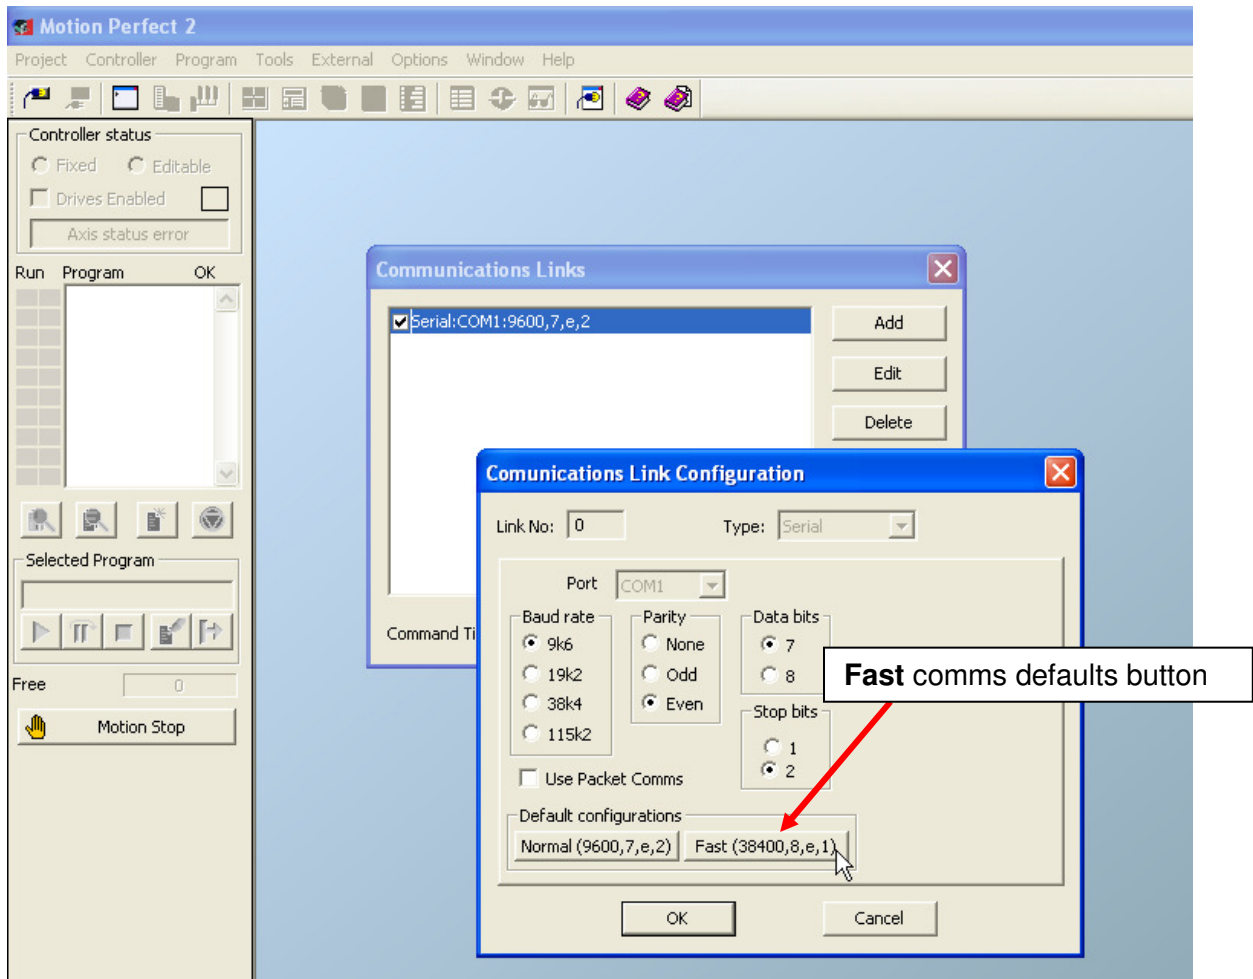 Motion Perfect 2
Project Controller Program Tools External Options Window Help
Controller status
Fixed Editable
Drives Enabled
Axis status error
Run Program OK
Selected Program
Free 0
Motion Stop
Communications Links
Serial:COM1:9600,7,e,2
Add
Edit
Delete
Command Ti
Comunications Link Configuration
Link No: 0 Type: Serial
Port COM1
Baud rate
9k6
19k2
38k4
115k2
Parity
None
Odd
Even
Data bits
7
8
Stop bits
1
2
Use Packet Comms
Default configurations
Normal (9600,7,e,2) Fast (38400,8,e,1)
OK Cancel
Fast comms defaults button